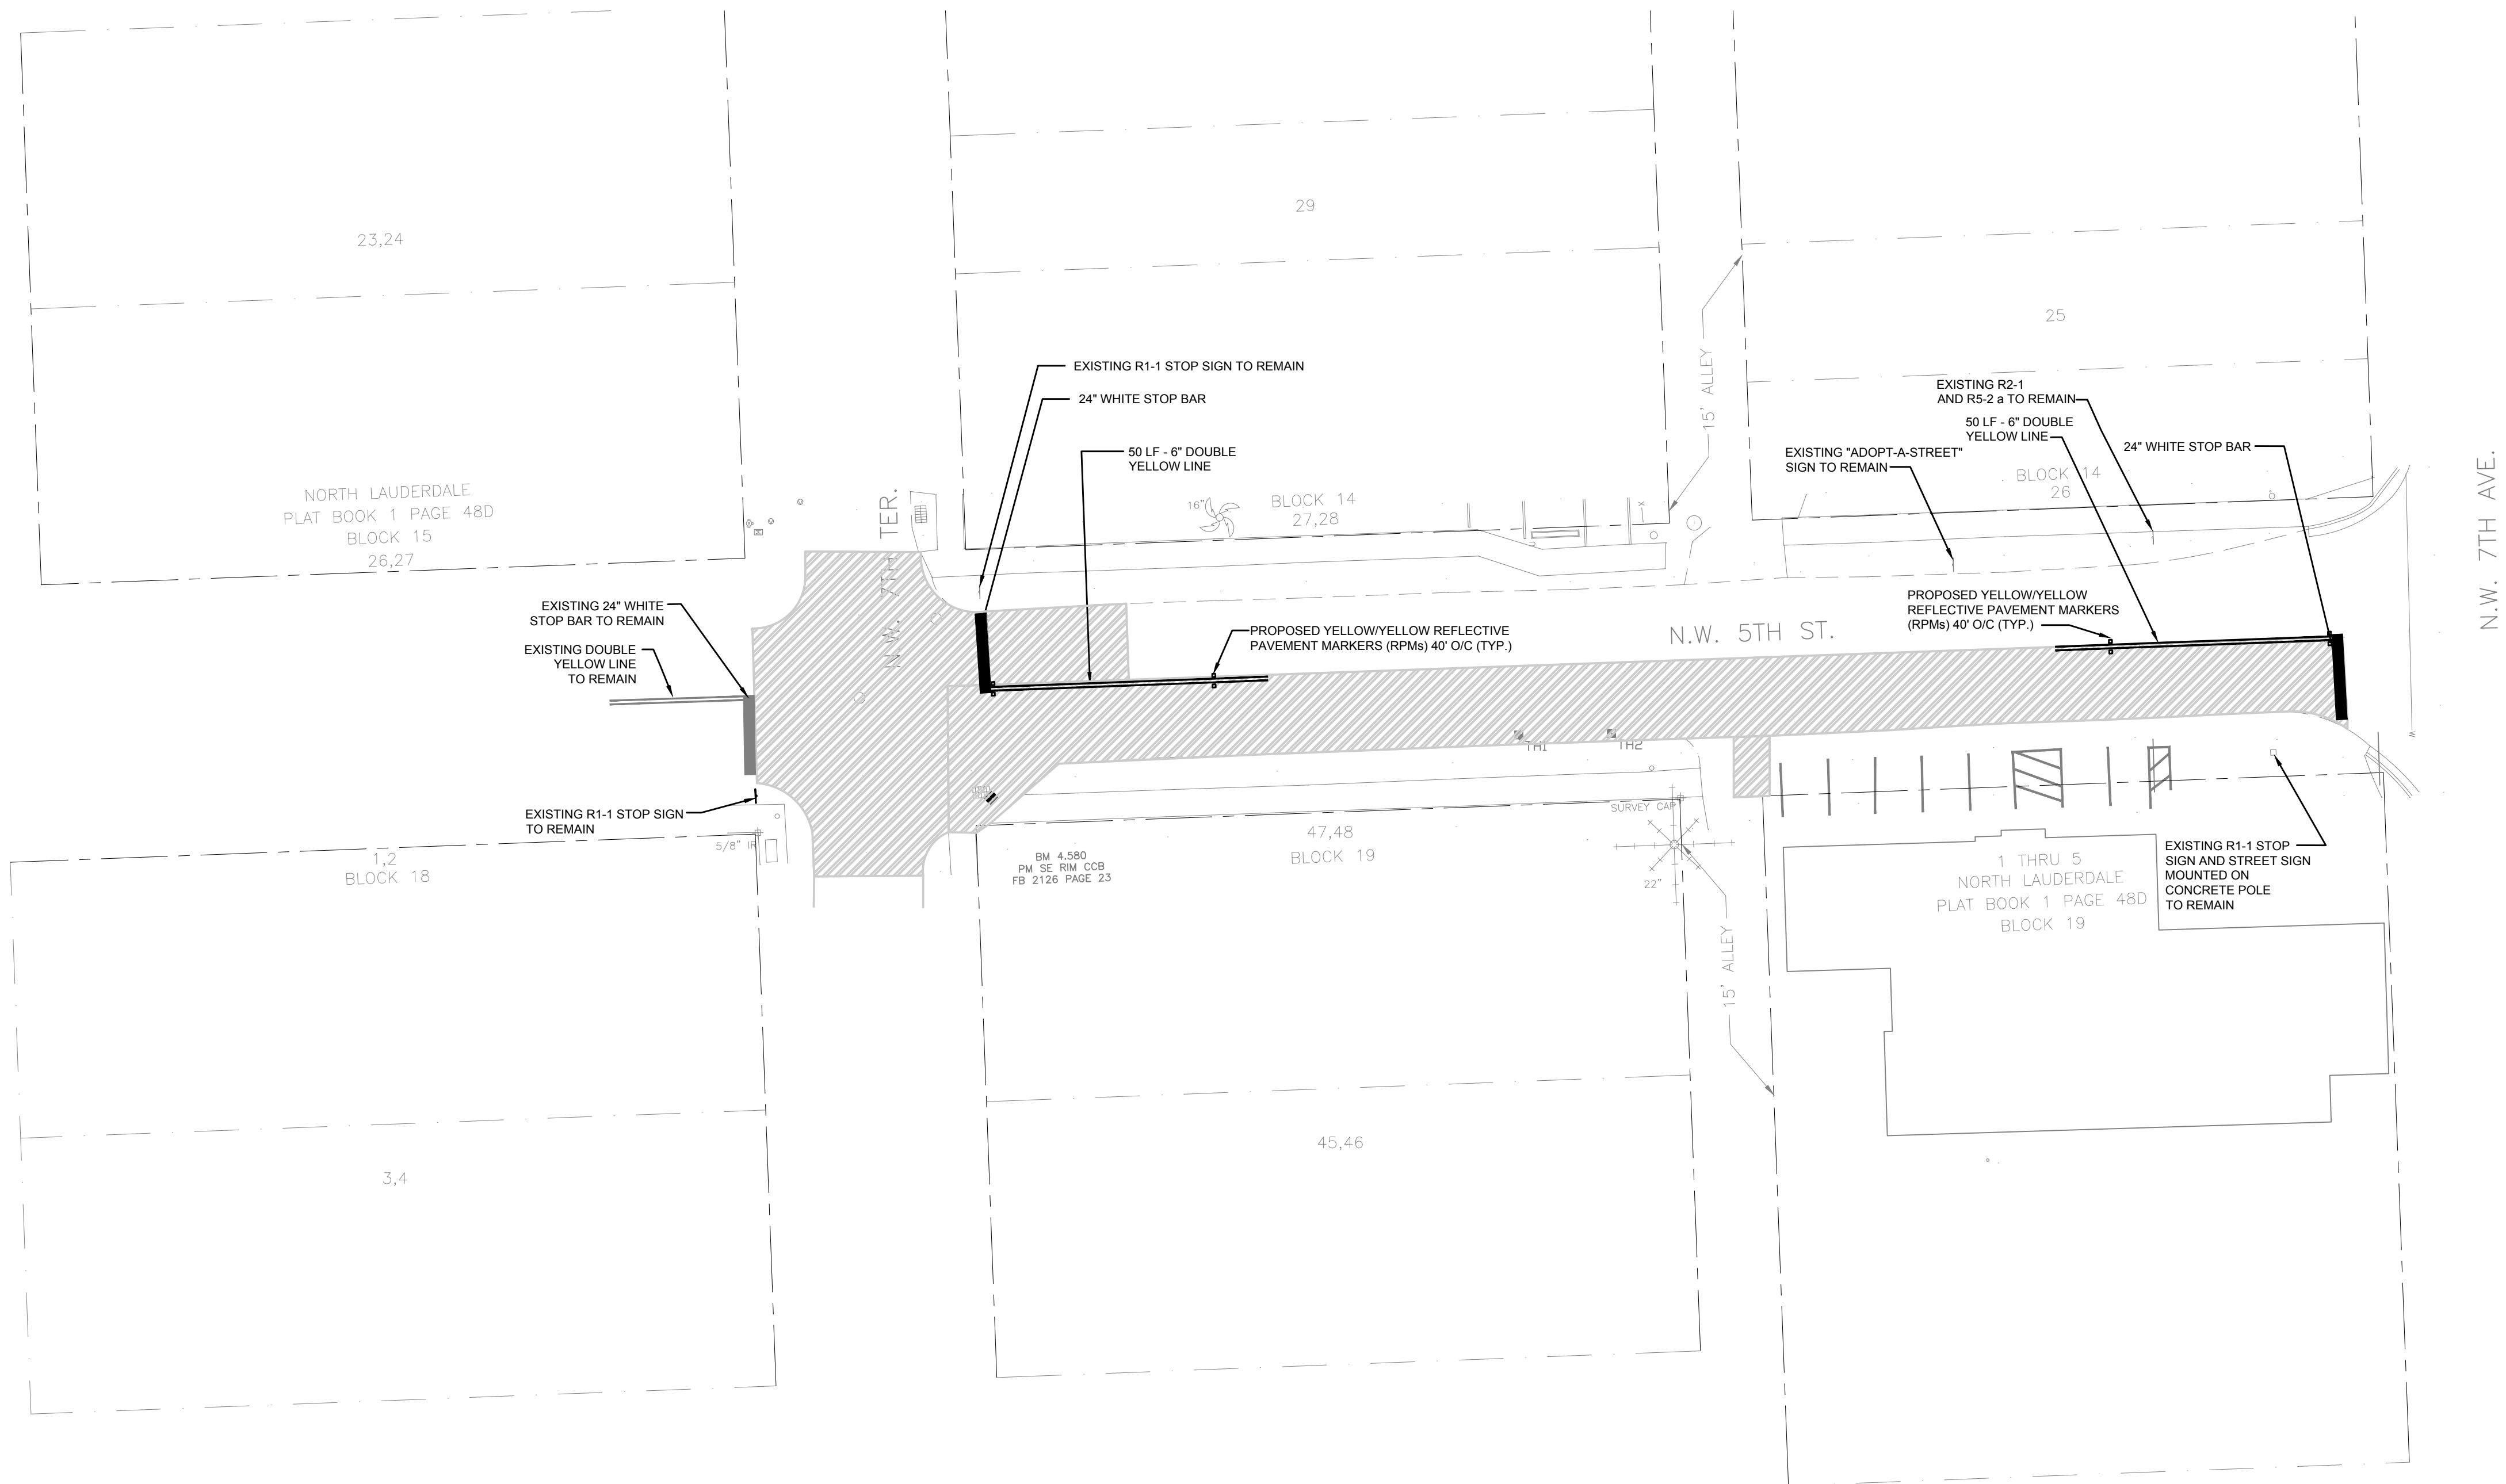 29
23,24
25
15' ALLEY
EXISTING R1-1 STOP SIGN TO REMAIN
24" WHITE STOP BAR
50 LF - 6" DOUBLE
YELLOW LINE
EXISTING R2-1
AND R5-2 a TO REMAIN
50 LF - 6" DOUBLE
YELLOW LINE
24" WHITE STOP BAR
EXISTING "ADOPT-A-STREET"
SIGN TO REMAIN
BLOCK 14
26
N.W. 7TH AVE.
NORTH LAUDERDALE
PLAT BOOK 1 PAGE 48D
BLOCK 15
26,27
N.W. 7TH TER.
16"
BLOCK 14
27,28
EXISTING 24" WHITE
STOP BAR TO REMAIN
EXISTING DOUBLE
YELLOW LINE
TO REMAIN
PROPOSED YELLOW/YELLOW REFLECTIVE
PAVEMENT MARKERS (RPMs) 40' O/C (TYP.)
N.W. 5TH ST.
PROPOSED YELLOW/YELLOW
REFLECTIVE PAVEMENT MARKERS
(RPMs) 40' O/C (TYP.)
TH1
TH2
W
EXISTING R1-1 STOP SIGN
TO REMAIN
5/8" IR
1,2
BLOCK 18
BM 4.580
PM SE RIM CCB
FB 2126 PAGE 23
47,48
BLOCK 19
SURVEY CAP
22"
15' ALLEY
1 THRU 5
NORTH LAUDERDALE
PLAT BOOK 1 PAGE 48D
BLOCK 19
EXISTING R1-1 STOP
SIGN AND STREET SIGN
MOUNTED ON
CONCRETE POLE
TO REMAIN
3,4
45,46